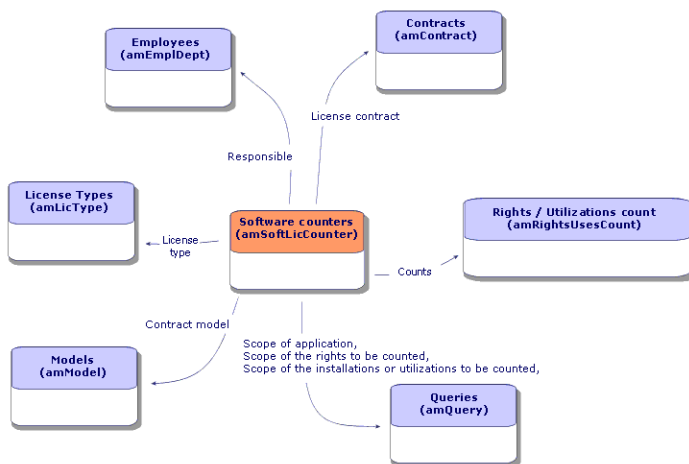 Contracts
(amContract)
Employees
(amEmplDept)
License contract
Responsible
License Types
(amLicType)
Rights / Utilizations count
(amRightsUsesCount)
Software counters
(amSoftLicCounter)
License
type
Counts
Contract model
Scope of application,
Scope of the rights to be counted,
Scope of the installations or utilizations to be counted,
Models
(amModel)
Queries
(amQuery)